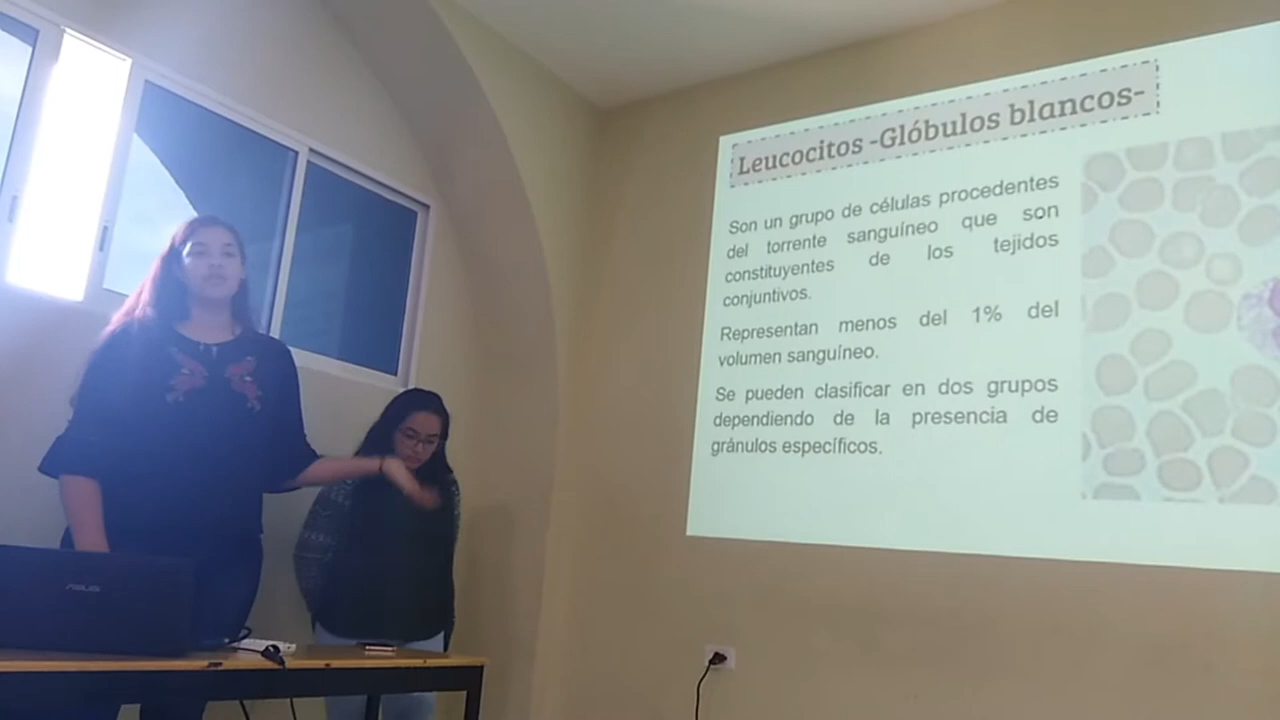 Leucocitos -Glóbulos blancos-
Son un grupo de células procedentes
del torrente sanguíneo que son
constituyentes de los tejidos
conjuntivos.
Representan menos del 1% del
volumen sanguíneo.
Se pueden clasificar en dos grupos
dependiendo de la presencia de
gránulos específicos.
ASUS